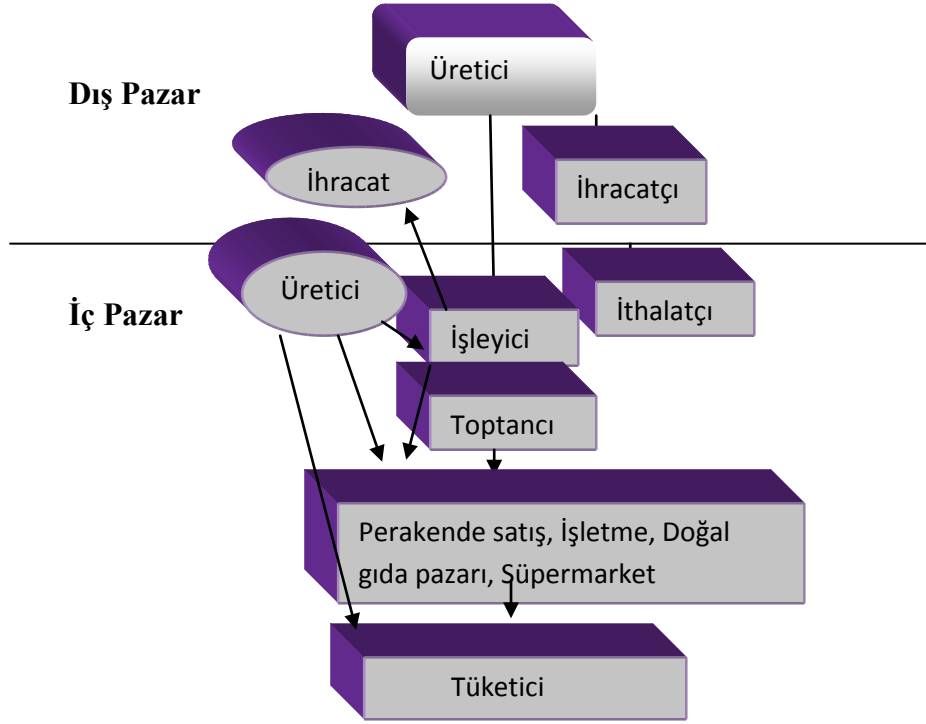 Üretici
Dış Pazar
İhracat
İhracatçı
Üretici
İthalatçı
İç Pazar
İşleyici
Toptancı
Perakende satış, İşletme, Doğal
gıda pazarı, Süpermarket
Tüketici